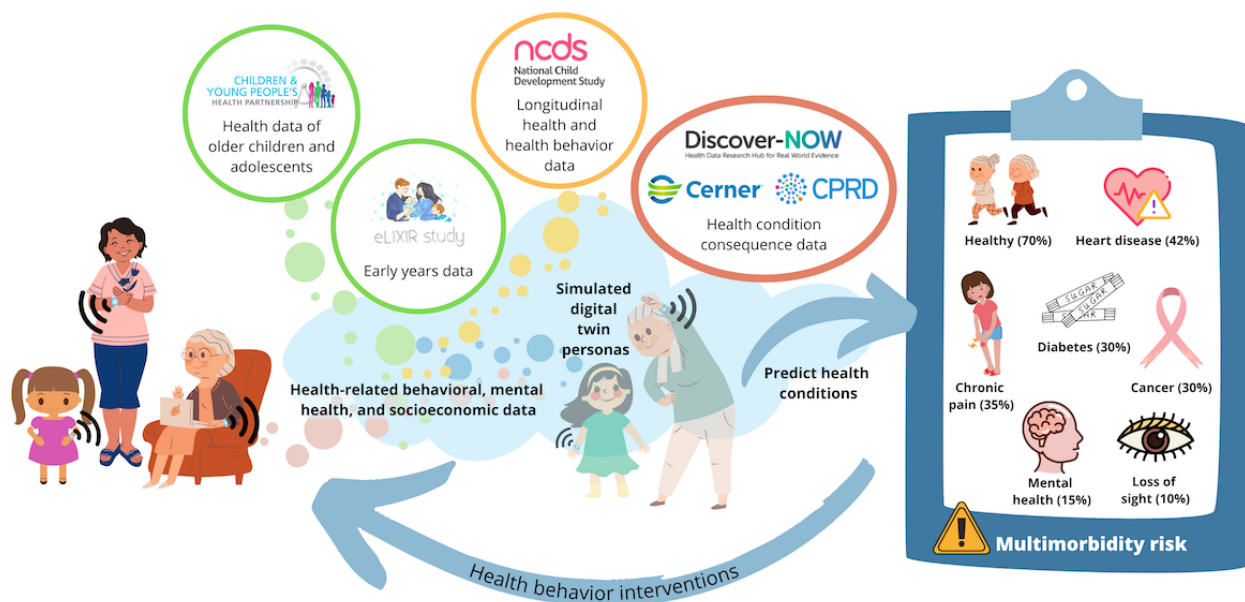 CHILDREN &
YOUNG PEOPLE'S
HEALTH PARTNERSHIP
Health data of
older children and
adolescents
eLIXIR study
Early years data
ncds
National Child
Development Study
Longitudinal
health and
health behavior
data
Discover-NOW
Health Data Research Hub for Real World Evidence
Cerner
CPRD
Health condition
consequence data
Simulated
digital
twin
personas
Health-related behavioral, mental
health, and socioeconomic data
Predict health
conditions
Health behavior interventions
Healthy (70%)
Heart disease (42%)
SUGAR
SUGAR
AR
Diabetes (30%)
Chronic
pain (35%)
Cancer (30%)
Mental
health (15%)
Loss of
sight (10%)
Multimorbidity risk